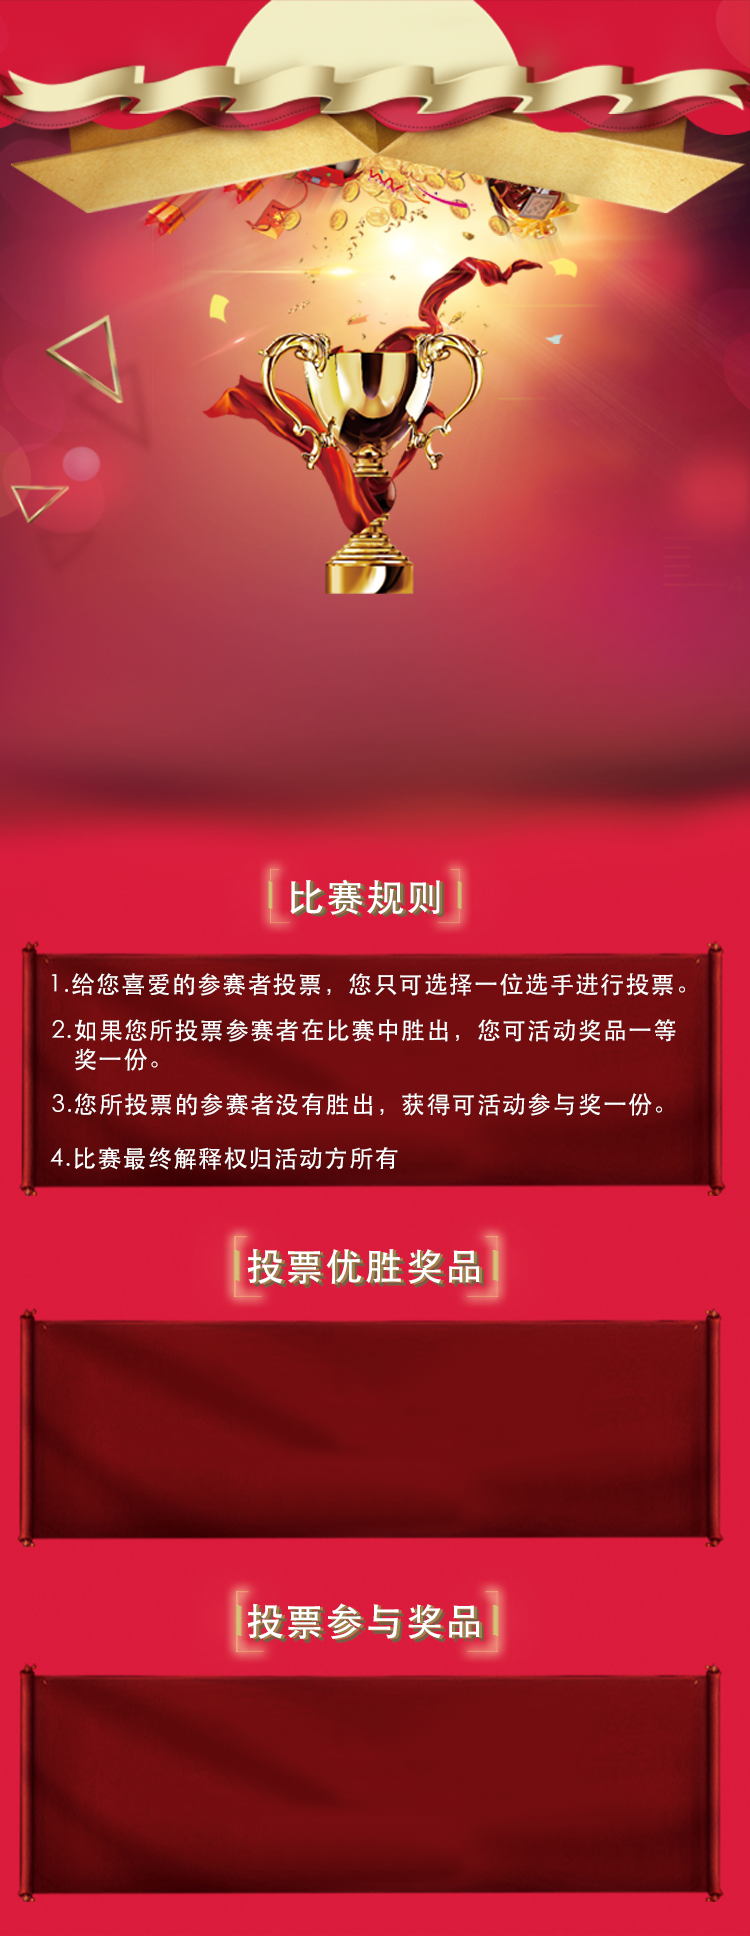 比赛规则
1.给您喜爱的参赛者投票，您只可选择一位选手进行投票。
2.如果您所投票参赛者在比赛中胜出，您可活动奖品一等
奖一份。
3.您所投票的参赛者没有胜出，获得可活动参与奖一份。
4.比赛最终解释权归活动方所有
投票优胜奖品
投票参与奖品